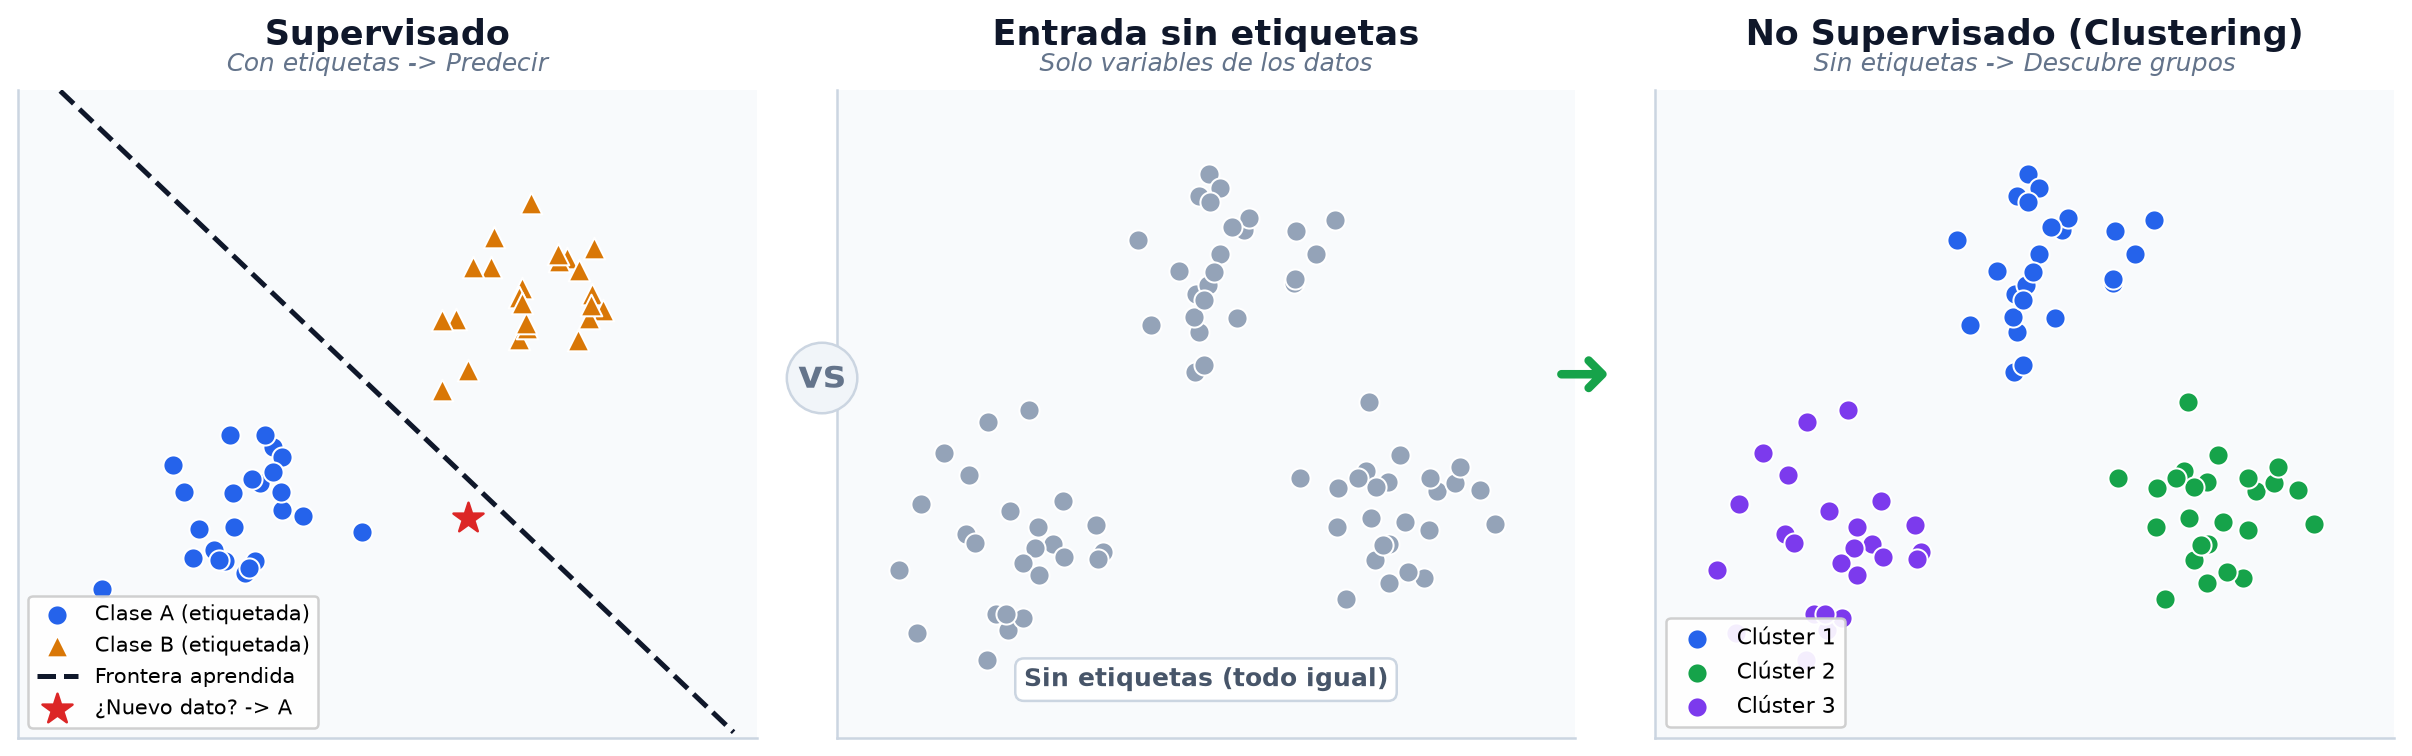 Supervisado
Con etiquetas -> Predecir
Clase A (etiquetada)
Clase B (etiquetada)
Frontera aprendida
¿Nuevo dato? -> A
vs
Entrada sin etiquetas
Solo variables de los datos
Sin etiquetas (todo igual)
No Supervisado (Clustering)
Sin etiquetas -> Descubre grupos
Clúster 1
Clúster 2
Clúster 3